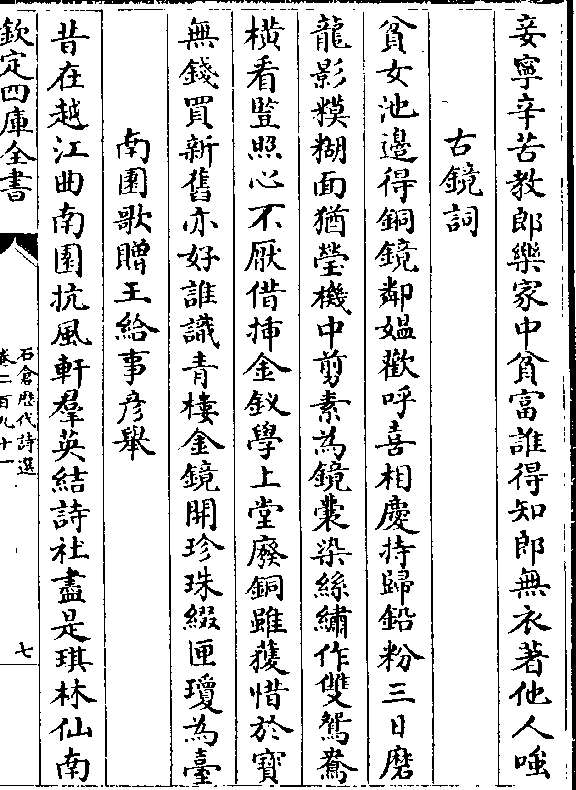 妾寧辛苦教郎樂家中貧富誰得知郎無衣著他人嗤
古鏡詞
貧女池邊得銅鏡鄰媼歡呼喜相慶持歸鉛粉三日磨
龍影糢糊面猶瑩機中剪素為鏡囊染絲繡作雙鴛鴦
橫看豎照心不厭借揷金釵學上堂廢銅雖獲惜於寶
無錢買新舊亦好誰識青樓金鏡開珍珠綴匣瓊為臺
南園歌贈王給事彥舉
昔在越江曲南園抗風軒羣英結詩社盡是琪林仙南
欽定四庫全書
石倉歷代詩選
卷二百九十一
七